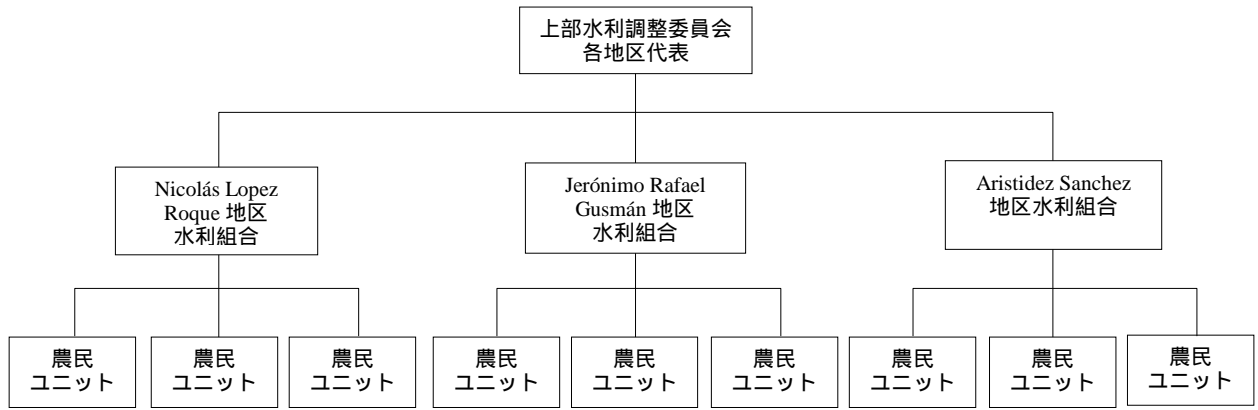 上部水利調整委員会
各地区代表
Nicolás Lopez
Roque 地区
水利組合
Jerónimo Rafael
Gusmán 地区
水利組合
Aristidez Sanchez
地区水利組合
農民
ユニット
農民
ユニット
農民
ユニット
農民
ユニット
農民
ユニット
農民
ユニット
農民
ユニット
農民
ユニット
農民
ユニット